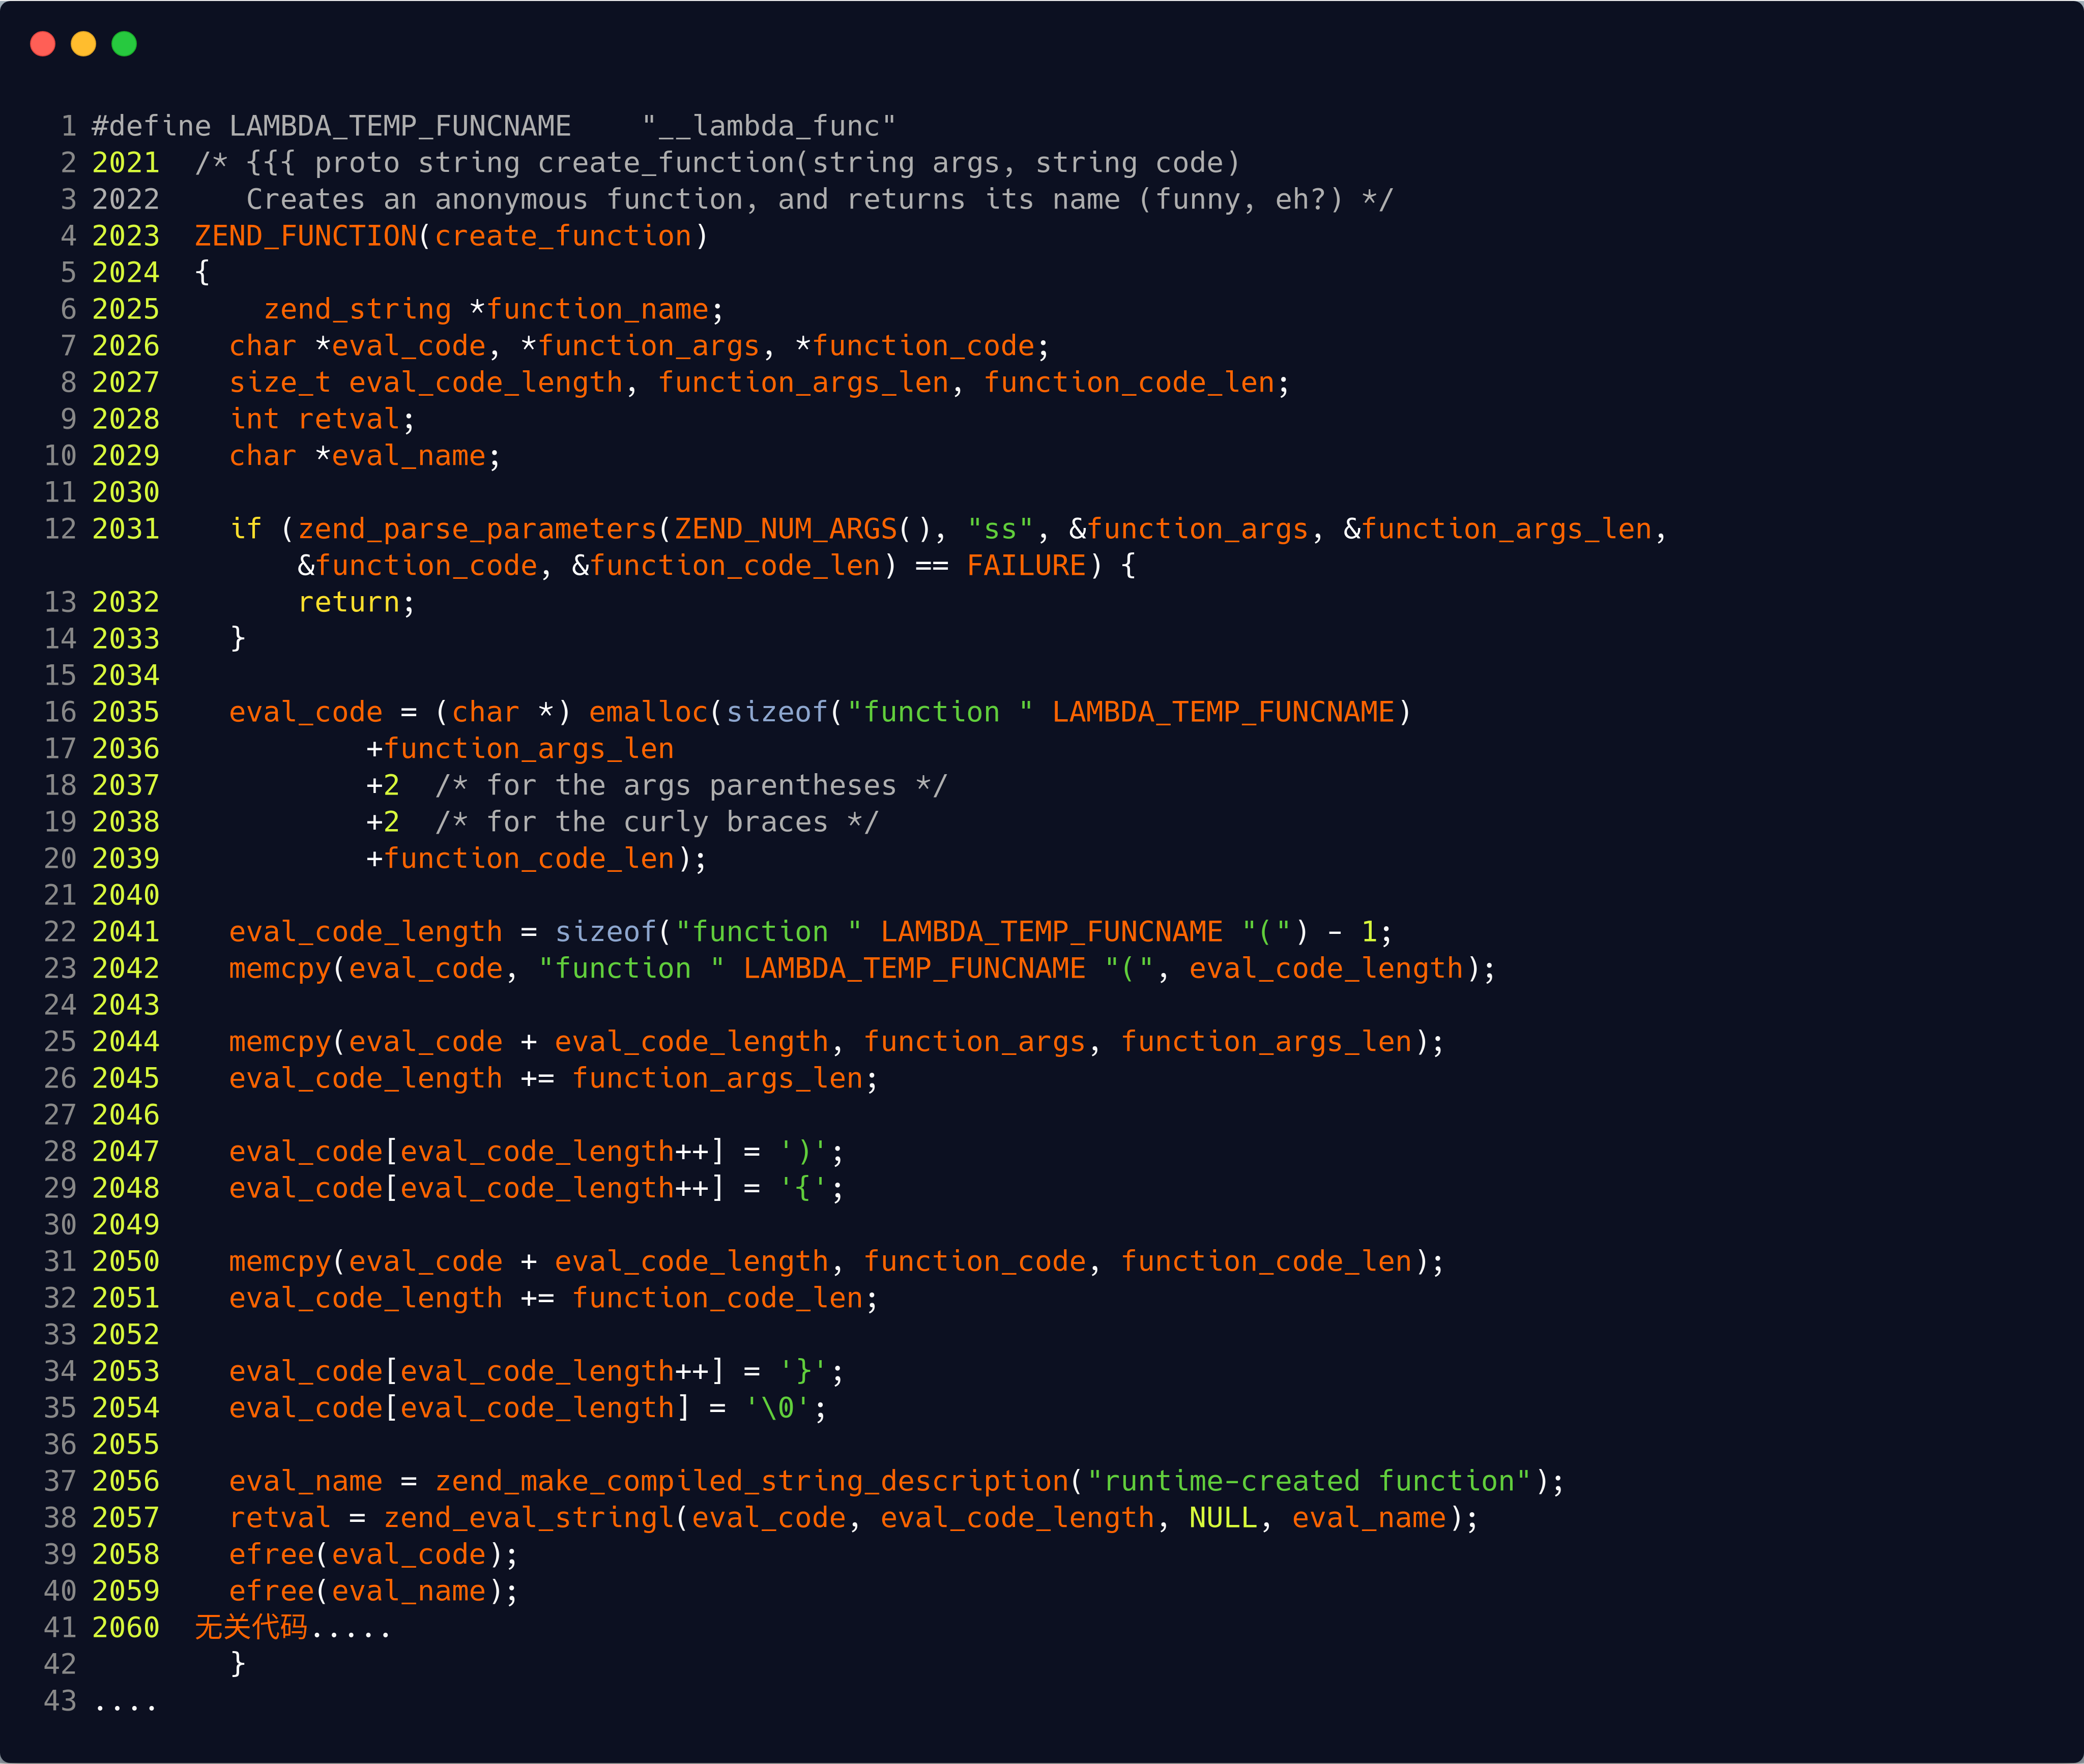 1 #define LAMBDA_TEMP_FUNCNAME    "__lambda_func"
2 2021  /* {{{ proto string create_function(string args, string code)
3 2022     Creates an anonymous function, and returns its name (funny, eh?) */
4 2023  ZEND_FUNCTION(create_function)
5 2024  {
6 2025      zend_string *function_name;
7 2026    char *eval_code, *function_args, *function_code;
8 2027    size_t eval_code_length, function_args_len, function_code_len;
9 2028    int retval;
10 2029    char *eval_name;
11 2030
12 2031    if (zend_parse_parameters(ZEND_NUM_ARGS(), "ss", &function_args, &function_args_len,
            &function_code, &function_code_len) == FAILURE) {
13 2032        return;
14 2033    }
15 2034
16 2035    eval_code = (char *) emalloc(sizeof("function " LAMBDA_TEMP_FUNCNAME)
17 2036            +function_args_len
18 2037            +2  /* for the args parentheses */
19 2038            +2  /* for the curly braces */
20 2039            +function_code_len);
21 2040
22 2041    eval_code_length = sizeof("function " LAMBDA_TEMP_FUNCNAME "(") - 1;
23 2042    memcpy(eval_code, "function " LAMBDA_TEMP_FUNCNAME "(", eval_code_length);
24 2043
25 2044    memcpy(eval_code + eval_code_length, function_args, function_args_len);
26 2045    eval_code_length += function_args_len;
27 2046
28 2047    eval_code[eval_code_length++] = ')';
29 2048    eval_code[eval_code_length++] = '{';
30 2049
31 2050    memcpy(eval_code + eval_code_length, function_code, function_code_len);
32 2051    eval_code_length += function_code_len;
33 2052
34 2053    eval_code[eval_code_length++] = '}';
35 2054    eval_code[eval_code_length] = '\0';
36 2055
37 2056    eval_name = zend_make_compiled_string_description("runtime-created function");
38 2057    retval = zend_eval_stringl(eval_code, eval_code_length, NULL, eval_name);
39 2058    efree(eval_code);
40 2059    efree(eval_name);
41 2060  无关代码.....
42         }
43 ....